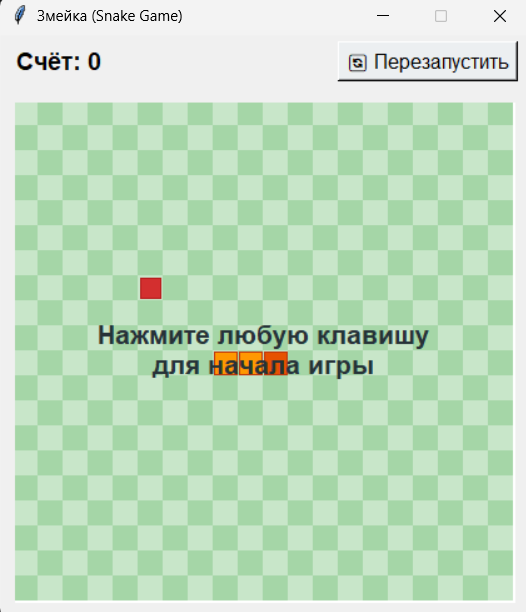 Змейка (Snake Game)
Счёт: 0
Перезапустить
Нажмите любую клавишу
для начала игры